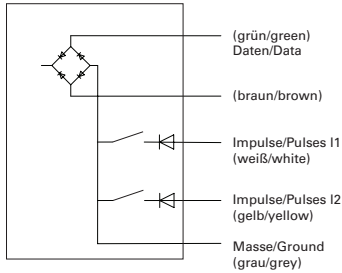 (grün/green)
Daten/Data
(braun/brown)
Impulse/Pulses I1
(weiß/white)
Impulse/Pulses I2
(gelb/yellow)
Masse/Ground
(grau/grey)